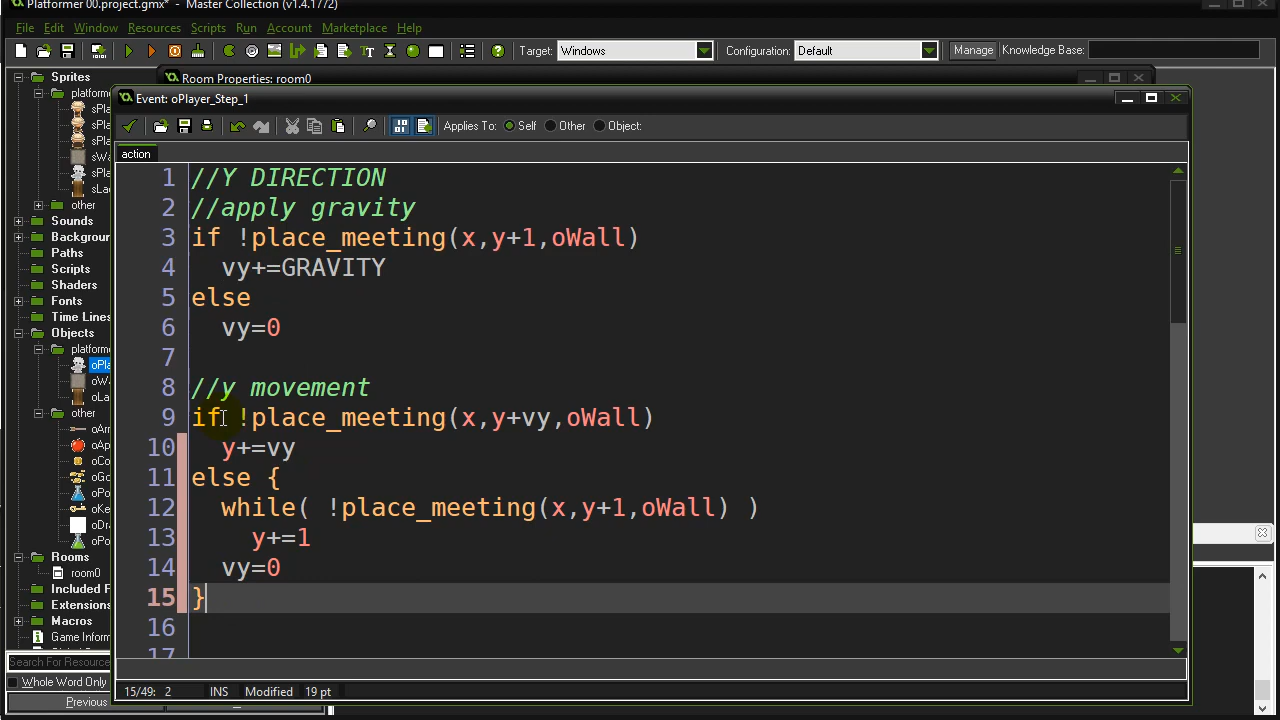 Platformer 00.project.gmx* - Master Collection (v1.4.1772)
File Edit Window Resources Scripts Run Account Marketplace Help
Target: Windows Configuration: Default Manage Knowledge Base:
Sprites
Room Properties: room0
Event: oPlayer_Step_1
Applies To: Self Other Object:
action
other
Sounds
Paths
Scripts
Shaders
Fonts
Objects
other
Rooms
room0
Macros
Whole Word Only
Previous
1 //Y DIRECTION
2 //apply gravity
3 if !place_meeting(x,y+1,oWall)
4 vy+=GRAVITY
5 else
6 vy=0
7
8 //y movement
9 if !place_meeting(x,y+vy,oWall)
10 y+=vy
11 else {
12 while( !place_meeting(x,y+1,oWall) )
13 y+=1
14 vy=0
15 }
16
17
15/49: 2 INS Modified 19 pt